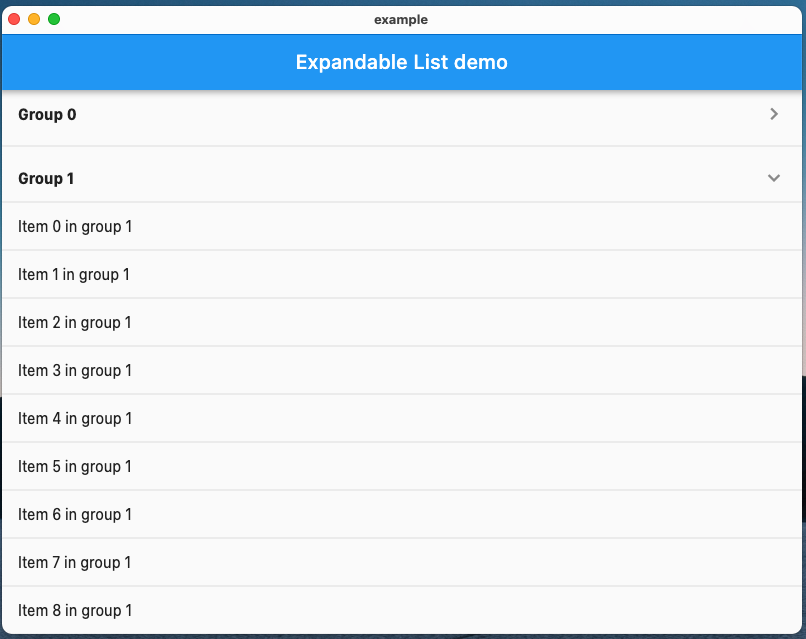 example
Expandable List demo
Group 0
Group 1
Item 0 in group 1
Item 1 in group 1
Item 2 in group 1
Item 3 in group 1
Item 4 in group 1
Item 5 in group 1
Item 6 in group 1
Item 7 in group 1
Item 8 in group 1